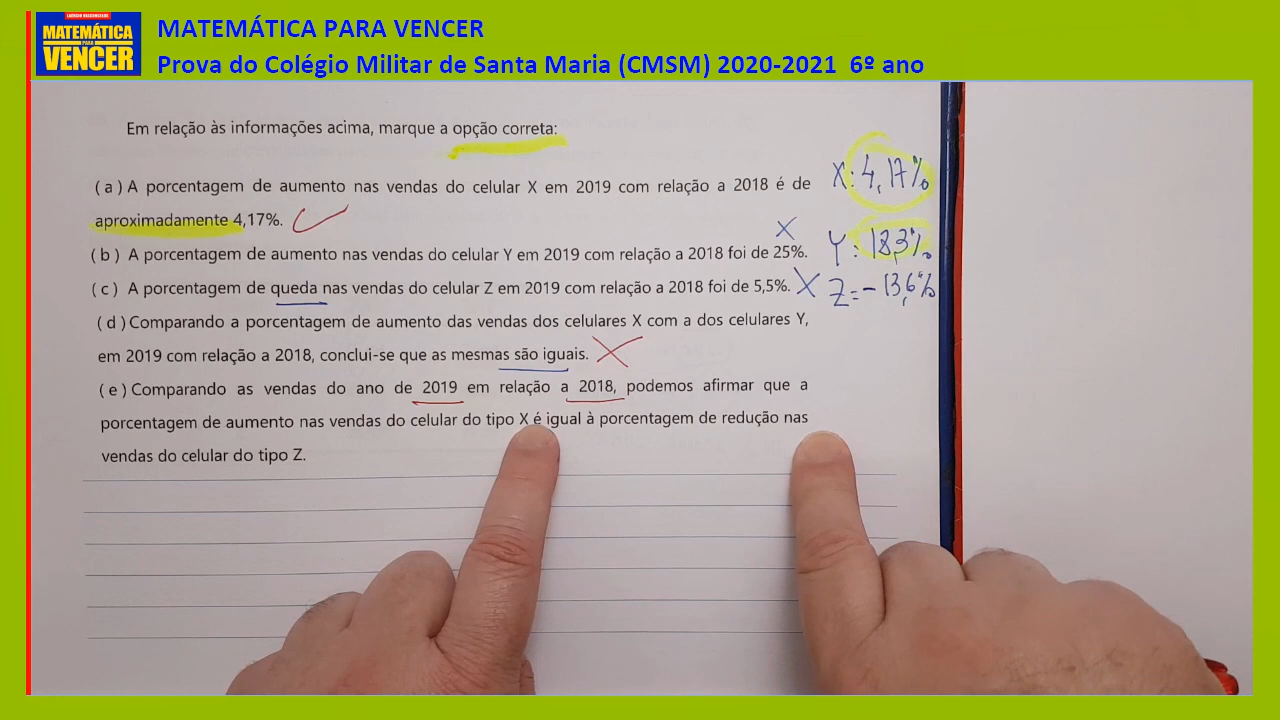 LAÉRCIO VASCONCELOS
MATEMÁTICA
PARA
VENCER
MATEMÁTICA PARA VENCER
Prova do Colégio Militar de Santa Maria (CMSM) 2020-2021 6º ano
Em relação às informações acima, marque a opção correta:
( a ) A porcentagem de aumento nas vendas do celular X em 2019 com relação a 2018 é de
aproximadamente 4,17%.
( b ) A porcentagem de aumento nas vendas do celular Y em 2019 com relação a 2018 foi de 25%.
( c ) A porcentagem de queda nas vendas do celular Z em 2019 com relação a 2018 foi de 5,5%.
( d ) Comparando a porcentagem de aumento das vendas dos celulares X com a dos celulares Y,
em 2019 com relação a 2018, conclui-se que as mesmas são iguais.
( e ) Comparando as vendas do ano de 2019 em relação a 2018, podemos afirmar que a
porcentagem de aumento nas vendas do celular do tipo X é igual à porcentagem de redução nas
vendas do celular do tipo Z.
X: 4,17%
Y: 18,3%
Z = - 13,6%